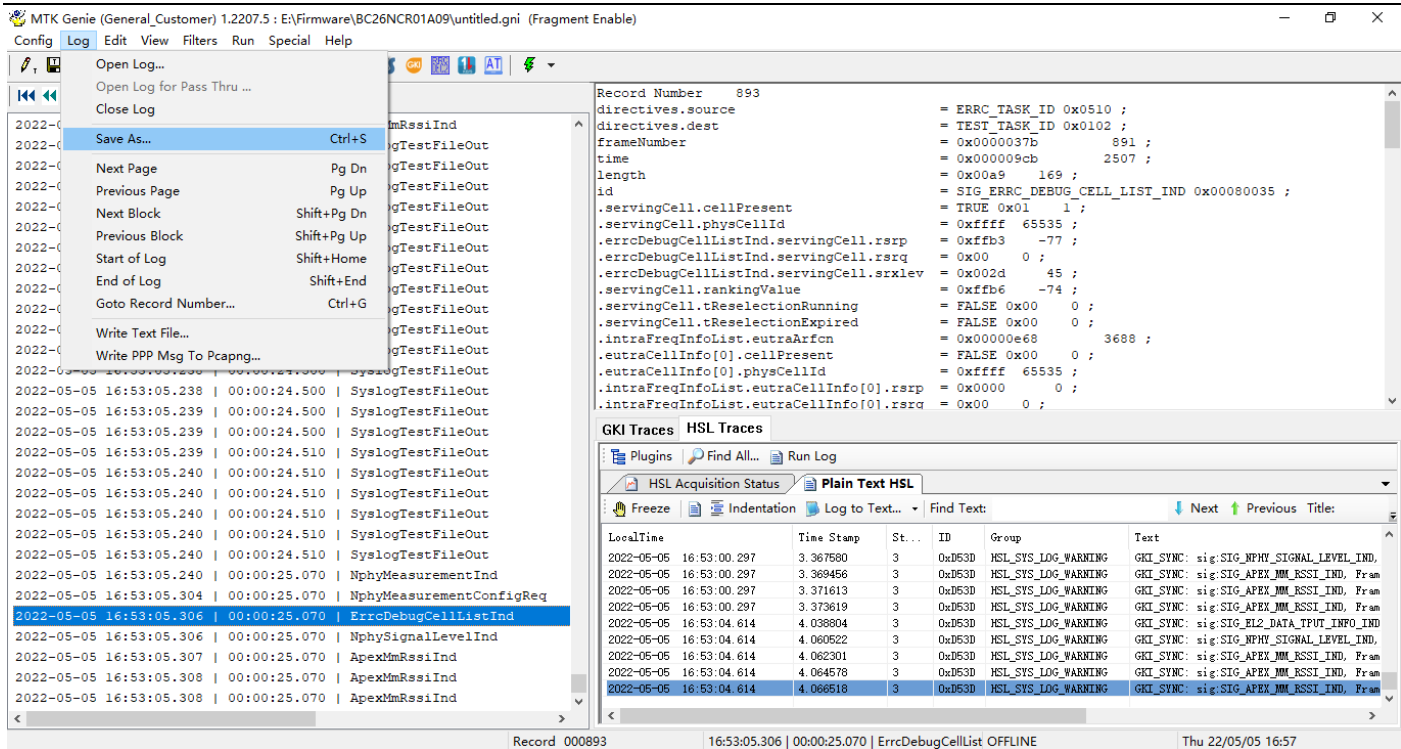 MTK Genie (General_Customer) 1.2207.5 : E:\Firmware\BC26NCR01A09\untitled.gni  (Fragment Enable)
Config Log Edit View Filters Run Special Help
Open Log...
Open Log for Pass Thru ...
Close Log
Save As... Ctrl+S
Next Page Pg Dn
Previous Page Pg Up
Next Block Shift+Pg Dn
Previous Block Shift+Pg Up
Start of Log Shift+Home
End of Log Shift+End
Goto Record Number... Ctrl+G
Write Text File...
Write PPP Msg To Pcapng...
GKI
AT
mRssiInd
gTestFileOut
gTestFileOut
gTestFileOut
gTestFileOut
gTestFileOut
gTestFileOut
gTestFileOut
gTestFileOut
gTestFileOut
gTestFileOut
gTestFileOut
2022-05-05 16:53:05.238 | 00:00:24.500 | SyslogTestFileOut
2022-05-05 16:53:05.239 | 00:00:24.500 | SyslogTestFileOut
2022-05-05 16:53:05.239 | 00:00:24.500 | SyslogTestFileOut
2022-05-05 16:53:05.239 | 00:00:24.510 | SyslogTestFileOut
2022-05-05 16:53:05.240 | 00:00:24.510 | SyslogTestFileOut
2022-05-05 16:53:05.240 | 00:00:24.510 | SyslogTestFileOut
2022-05-05 16:53:05.240 | 00:00:24.510 | SyslogTestFileOut
2022-05-05 16:53:05.240 | 00:00:24.510 | SyslogTestFileOut
2022-05-05 16:53:05.240 | 00:00:25.070 | NphyMeasurementInd
2022-05-05 16:53:05.304 | 00:00:25.070 | NphyMeasurementConfigReq
2022-05-05 16:53:05.306 | 00:00:25.070 | ErrcDebugCellListInd
2022-05-05 16:53:05.306 | 00:00:25.070 | NphySignalLevelInd
2022-05-05 16:53:05.307 | 00:00:25.070 | ApexMmRssiInd
2022-05-05 16:53:05.308 | 00:00:25.070 | ApexMmRssiInd
2022-05-05 16:53:05.308 | 00:00:25.070 | ApexMmRssiInd
Record Number 893
directives.source = ERRC_TASK_ID 0x0510 ;
directives.dest = TEST_TASK_ID 0x0102 ;
frameNumber = 0x0000037b 891 ;
time = 0x000009cb 2507 ;
length = 0x00a9 169 ;
id = SIG_ERRC_DEBUG_CELL_LIST_IND 0x00080035 ;
.servingCell.cellPresent = TRUE 0x01 1 ;
.servingCell.physCellId = 0xffff 65535 ;
.errcDebugCellListInd.servingCell.rsrp = 0xffb3 -77 ;
.errcDebugCellListInd.servingCell.rsrq = 0x00 0 ;
.errcDebugCellListInd.servingCell.srxlev = 0x002d 45 ;
.servingCell.rankingValue = 0xffb6 -74 ;
.servingCell.tReselectionRunning = FALSE 0x00 0 ;
.servingCell.tReselectionExpired = FALSE 0x00 0 ;
.intraFreqInfoList.eutraArfcn = 0x00000e68 3688 ;
.eutraCellInfo[0].cellPresent = FALSE 0x00 0 ;
.eutraCellInfo[0].physCellId = 0xffff 65535 ;
.intraFreqInfoList.eutraCellInfo[0].rsrp = 0x0000 0 ;
.intraFreqInfoList.eutraCellInfo[0].rsrq = 0x00 0 ;
GKI Traces HSL Traces
Plugins Find All... Run Log
HSL Acquisition Status Plain Text HSL
Freeze Indentation Log to Text... Find Text: Next Previous Title:
LocalTime Time Stamp St... ID Group Text
2022-05-05 16:53:00.297 3.367580 3 0xD53D HSL_SYS_LOG_WARNING GKI_SYNC: sig:SIG_NPHY_SIGNAL_LEVEL_IND,
2022-05-05 16:53:00.297 3.369456 3 0xD53D HSL_SYS_LOG_WARNING GKI_SYNC: sig:SIG_APEX_MM_RSSI_IND, Fram
2022-05-05 16:53:00.297 3.371613 3 0xD53D HSL_SYS_LOG_WARNING GKI_SYNC: sig:SIG_APEX_MM_RSSI_IND, Fram
2022-05-05 16:53:00.297 3.373619 3 0xD53D HSL_SYS_LOG_WARNING GKI_SYNC: sig:SIG_APEX_MM_RSSI_IND, Fram
2022-05-05 16:53:04.614 4.038804 3 0xD53D HSL_SYS_LOG_WARNING GKI_SYNC: sig:SIG_EL2_DATA_TPUT_INFO_IND
2022-05-05 16:53:04.614 4.060522 3 0xD53D HSL_SYS_LOG_WARNING GKI_SYNC: sig:SIG_NPHY_SIGNAL_LEVEL_IND,
2022-05-05 16:53:04.614 4.062301 3 0xD53D HSL_SYS_LOG_WARNING GKI_SYNC: sig:SIG_APEX_MM_RSSI_IND, Fram
2022-05-05 16:53:04.614 4.064578 3 0xD53D HSL_SYS_LOG_WARNING GKI_SYNC: sig:SIG_APEX_MM_RSSI_IND, Fram
2022-05-05 16:53:04.614 4.066518 3 0xD53D HSL_SYS_LOG_WARNING GKI_SYNC: sig:SIG_APEX_MM_RSSI_IND, Fram
Record 000893 16:53:05.306 | 00:00:25.070 | ErrcDebugCellList OFFLINE Thu 22/05/05 16:57